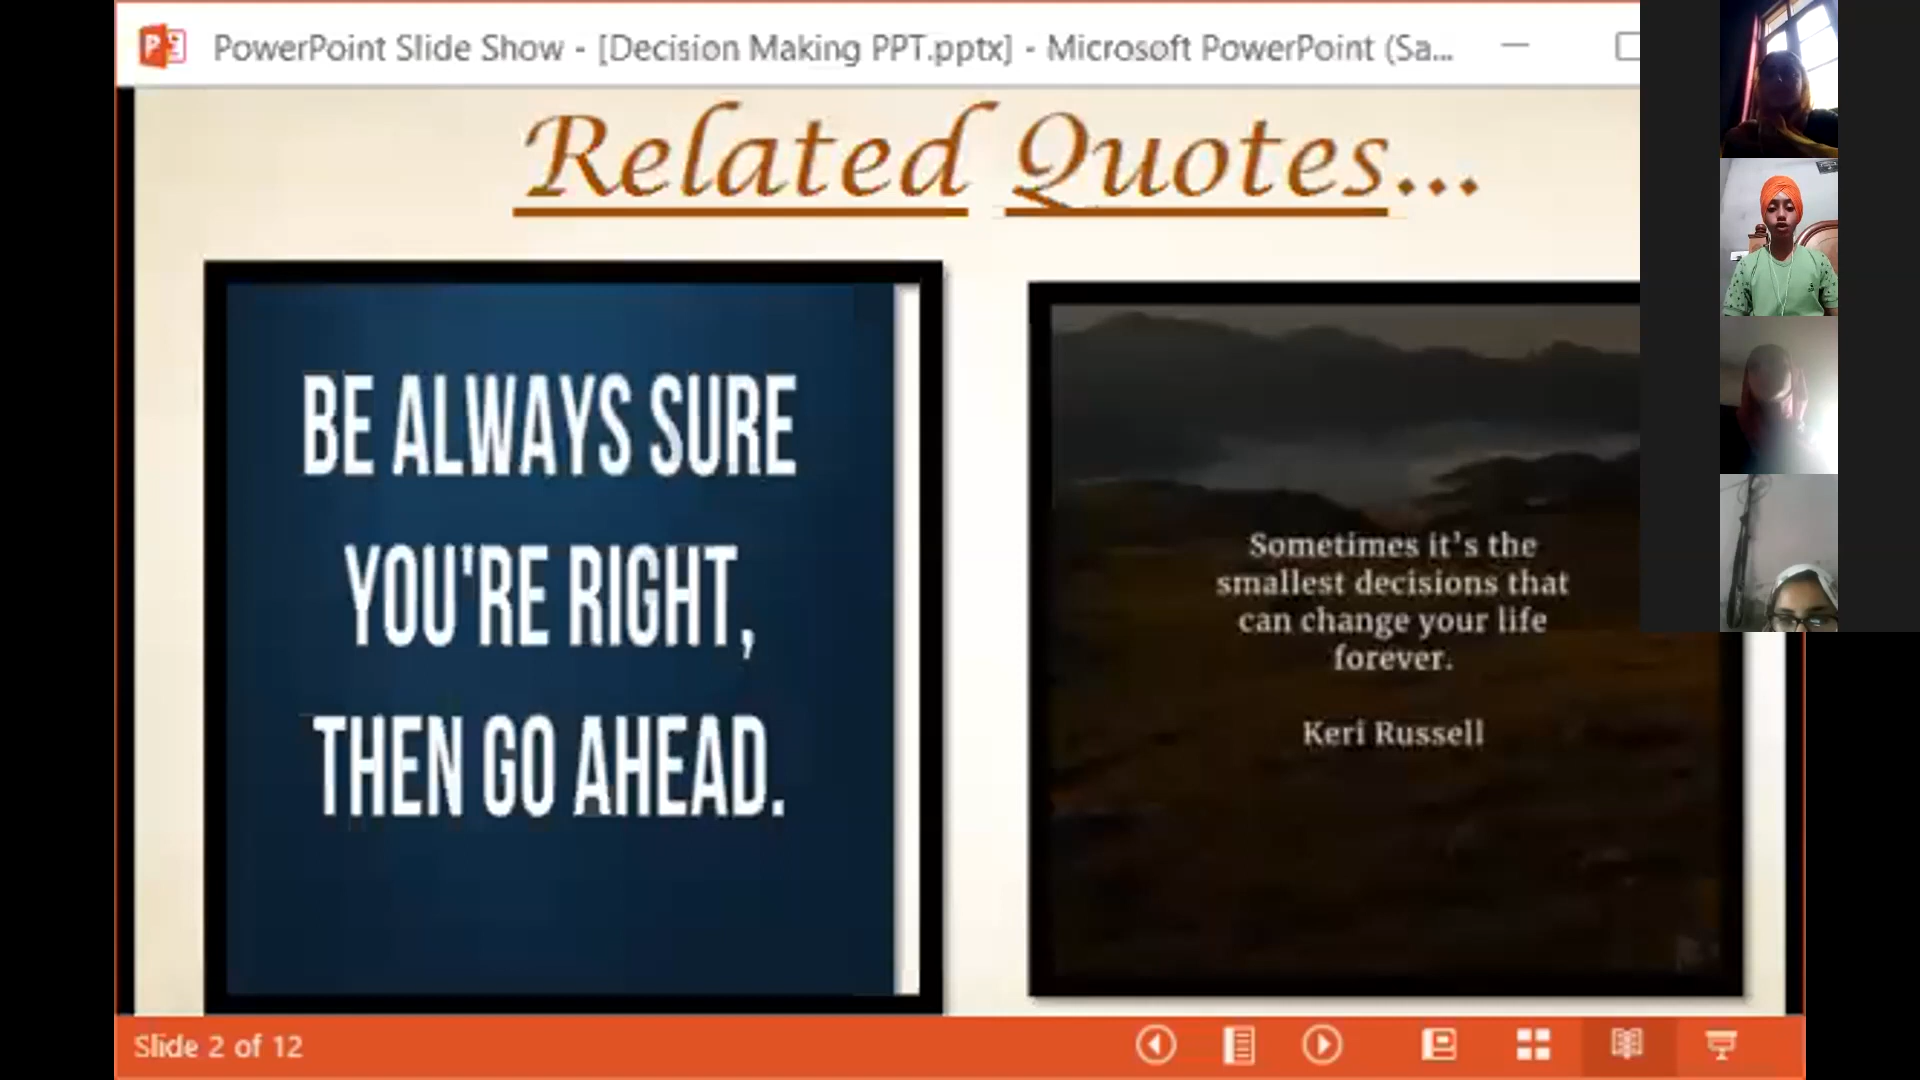 PowerPoint Slide Show - [Decision Making PPT.pptx] - Microsoft PowerPoint (Sa...
Related Quotes...
BE ALWAYS SURE
YOU'RE RIGHT,
THEN GO AHEAD.
Sometimes it's the
smallest decisions that
can change your life
forever.
Keri Russell
Slide 2 of 12